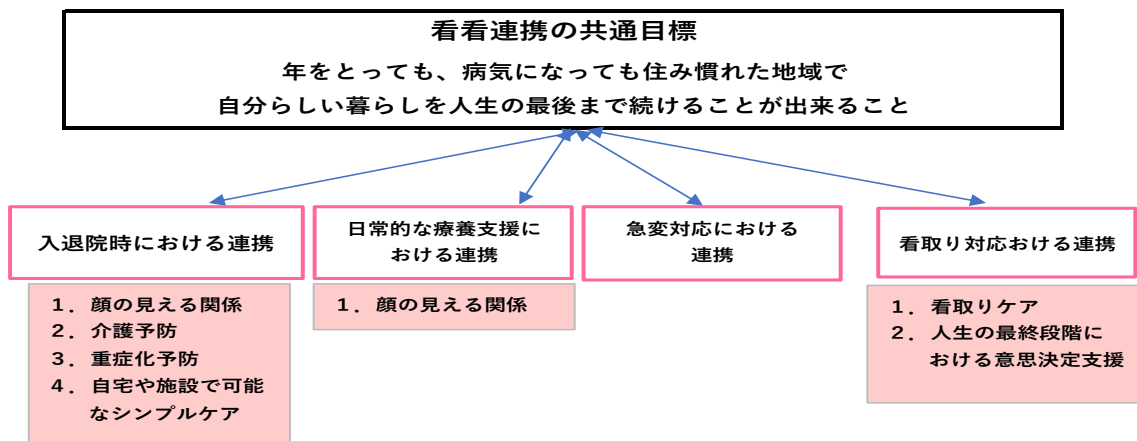 看看連携の共通目標
年をとっても、病気になっても住み慣れた地域で
自分らしい暮らしを人生の最後まで続けることが出来ること
入退院時における連携
日常的な療養支援に
おける連携
急変対応における
連携
看取り対応おける連携
１．顔の見える関係
２．介護予防
３．重症化予防
４．自宅や施設で可能
なシンプルケア
１．顔の見える関係
１．看取りケア
２．人生の最終段階に
おける意思決定支援